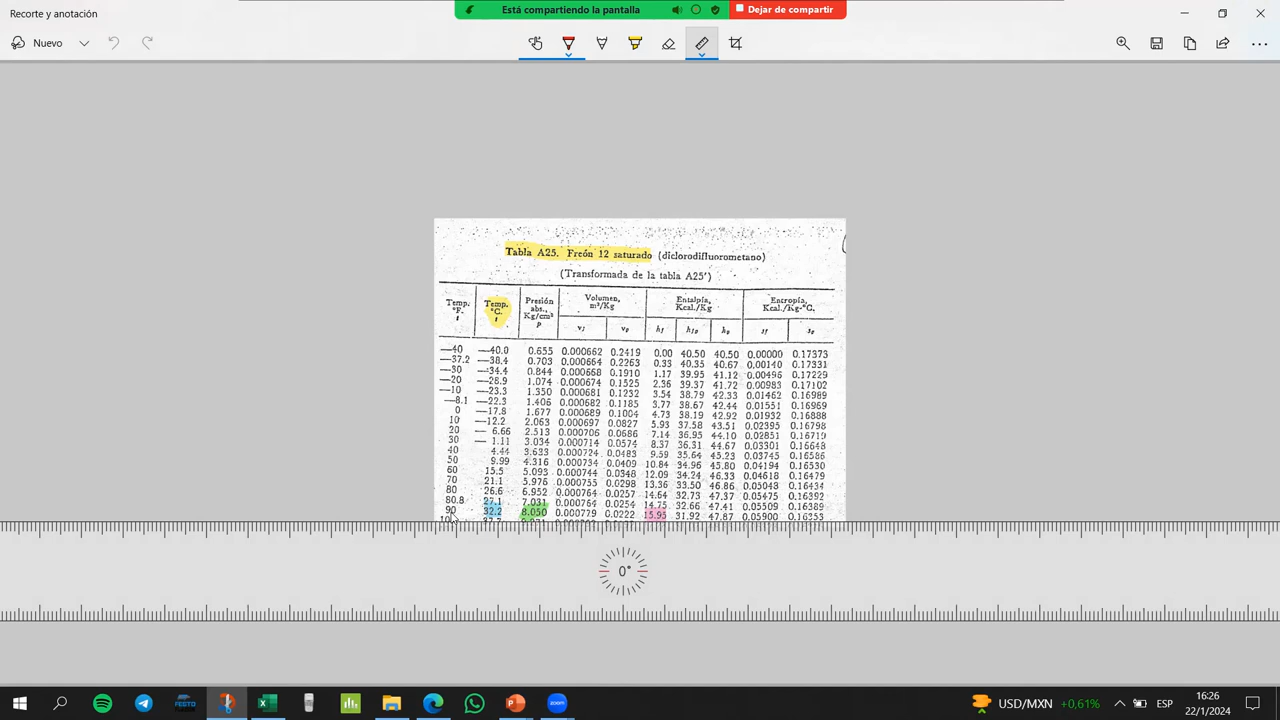 Recorte y anotación
Está compartiendo la pantalla
Dejar de compartir
Nuevo
Tabla A25. Freón 12 saturado (diclorodifluorometano)
(Transformada de la tabla A25')
Temp. °F. t
Temp. °C. t
Presión abs., Kg/cm² p
Volumen, m³/Kg
Entalpía, Kcal./Kg
Entropía, Kcal./Kg-°C.
vf vg hf hfg hg sf sg
—40 —40.0 0.655 0.000662 0.2419 0.00 40.50 40.50 0.00000 0.17373
—37.2 —38.4 0.703 0.000664 0.2263 0.33 40.35 40.67 0.00140 0.17331
—30 —34.4 0.844 0.000668 0.1910 1.17 39.95 41.12 0.00496 0.17229
—20 —28.9 1.074 0.000674 0.1525 2.36 39.37 41.72 0.00983 0.17102
—10 —23.3 1.350 0.000681 0.1232 3.54 38.79 42.33 0.01462 0.16989
—8.1 —22.3 1.406 0.000682 0.1185 3.77 38.67 42.44 0.01551 0.16969
0 —17.8 1.677 0.000689 0.1004 4.73 38.19 42.92 0.01932 0.16888
10 —12.2 2.063 0.000697 0.0827 5.93 37.58 43.51 0.02395 0.16798
20 — 6.66 2.513 0.000706 0.0686 7.14 36.95 44.10 0.02851 0.16719
30 — 1.11 3.034 0.000714 0.0574 8.37 36.31 44.67 0.03301 0.16648
40 4.44 3.633 0.000724 0.0483 9.59 35.64 45.23 0.03745 0.16586
50 9.99 4.316 0.000734 0.0409 10.84 34.96 45.80 0.04194 0.16530
60 15.5 5.093 0.000744 0.0348 12.09 34.24 46.33 0.04618 0.16479
70 21.1 5.976 0.000755 0.0298 13.36 33.50 46.86 0.05048 0.16434
80 26.6 6.952 0.000764 0.0257 14.64 32.73 47.37 0.05475 0.16392
80.8 27.1 7.031 0.000764 0.0254 14.75 32.66 47.41 0.05509 0.16389
90 32.2 8.050 0.000779 0.0222 15.95 31.92 47.87 0.05900 0.16353
0°
FESTO
zoom
USD/MXN +0,61%
ESP
16:26
22/1/2024